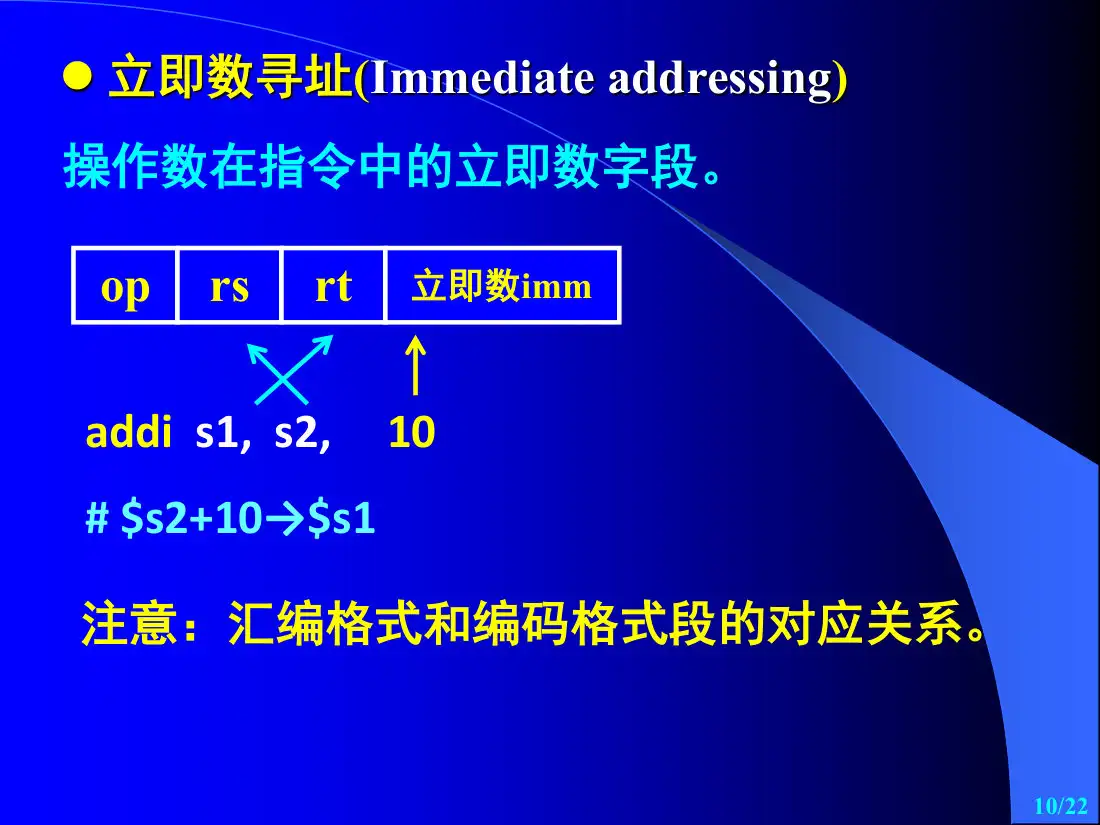 ● 立即数寻址(Immediate addressing)
操作数在指令中的立即数字段。
op rs rt 立即数imm
addi s1, s2, 10
# $s2+10→$s1
注意：汇编格式和编码格式段的对应关系。
10/22